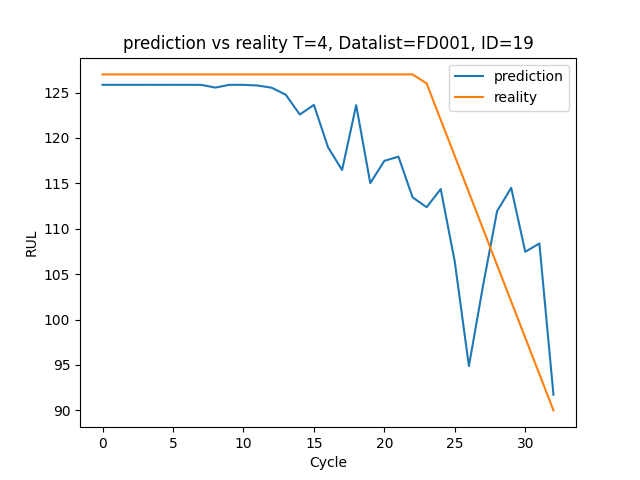 prediction vs reality T=4, Datalist=FD001, ID=19
prediction
reality
RUL
125
120
115
110
105
100
95
90
0 5 10 15 20 25 30
Cycle